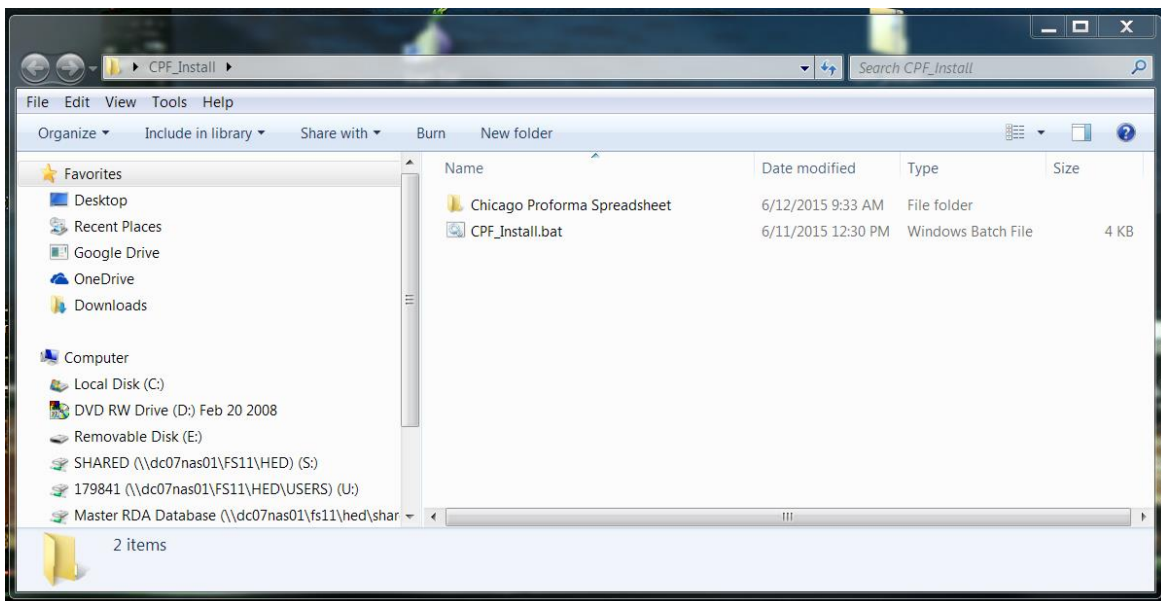 CPF_Install
Search CPF_Install
File Edit View Tools Help
Organize Include in library Share with Burn New folder
Favorites
Desktop
Recent Places
Google Drive
OneDrive
Downloads
Computer
Local Disk (C:)
DVD RW Drive (D:) Feb 20 2008
Removable Disk (E:)
SHARED (\\dc07nas01\FS11\HED) (S:)
179841 (\\dc07nas01\FS11\HED\USERS) (U:)
Master RDA Database (\\dc07nas01\fs11\hed\shar
Name Date modified Type Size
Chicago Proforma Spreadsheet 6/12/2015 9:33 AM File folder
CPF_Install.bat 6/11/2015 12:30 PM Windows Batch File 4 KB
2 items